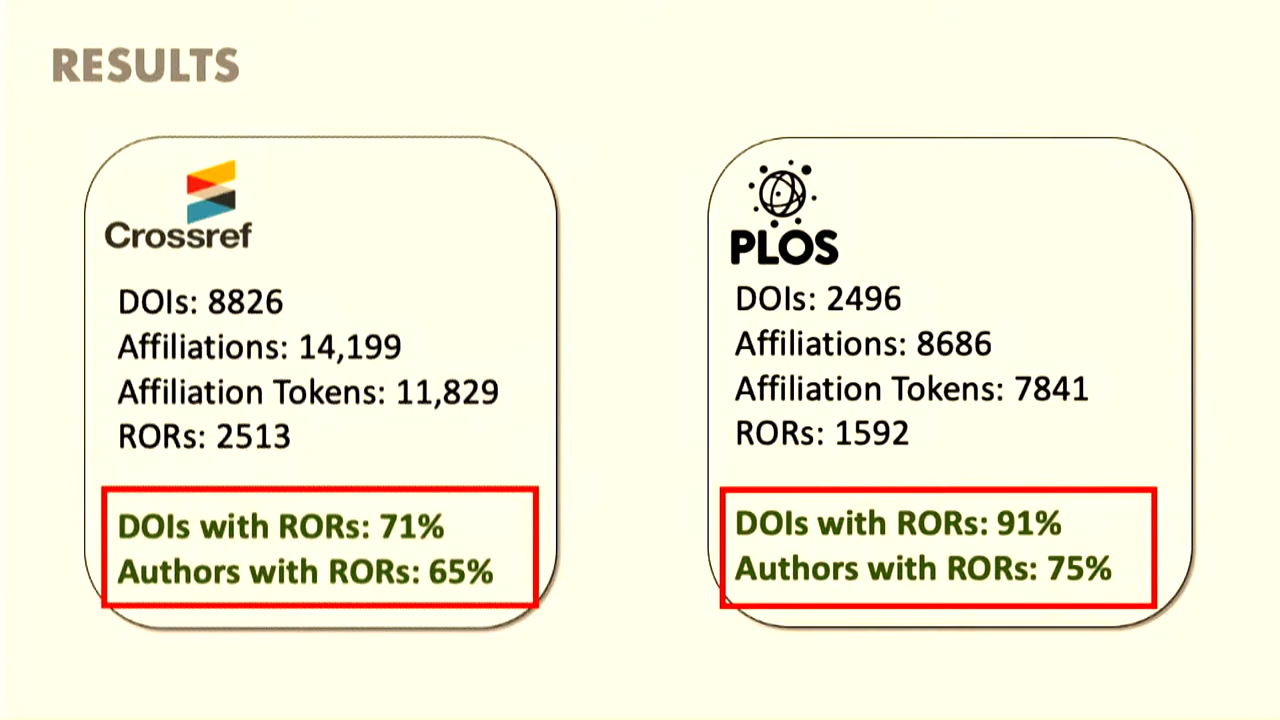 RESULTS
Crossref
DOIs: 8826
Affiliations: 14,199
Affiliation Tokens: 11,829
RORs: 2513
DOIs with RORs: 71%
Authors with RORs: 65%
PLOS
DOIs: 2496
Affiliations: 8686
Affiliation Tokens: 7841
RORs: 1592
DOIs with RORs: 91%
Authors with RORs: 75%